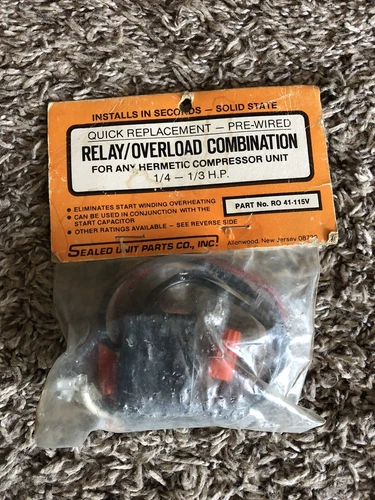 INSTALLS IN SECONDS — SOLID STATE
QUICK REPLACEMENT — PRE-WIRED
RELAY/OVERLOAD COMBINATION
FOR ANY HERMETIC COMPRESSOR UNIT
1/4 — 1/3 H.P.
• ELIMINATES START WINDING OVERHEATING
• CAN BE USED IN CONJUNCTION WITH THE
START CAPACITOR
• OTHER RATINGS AVAILABLE — SEE REVERSE SIDE
PART No. RO 41-115V
SEALED UNIT PARTS CO., INC! Allenwood, New Jersey